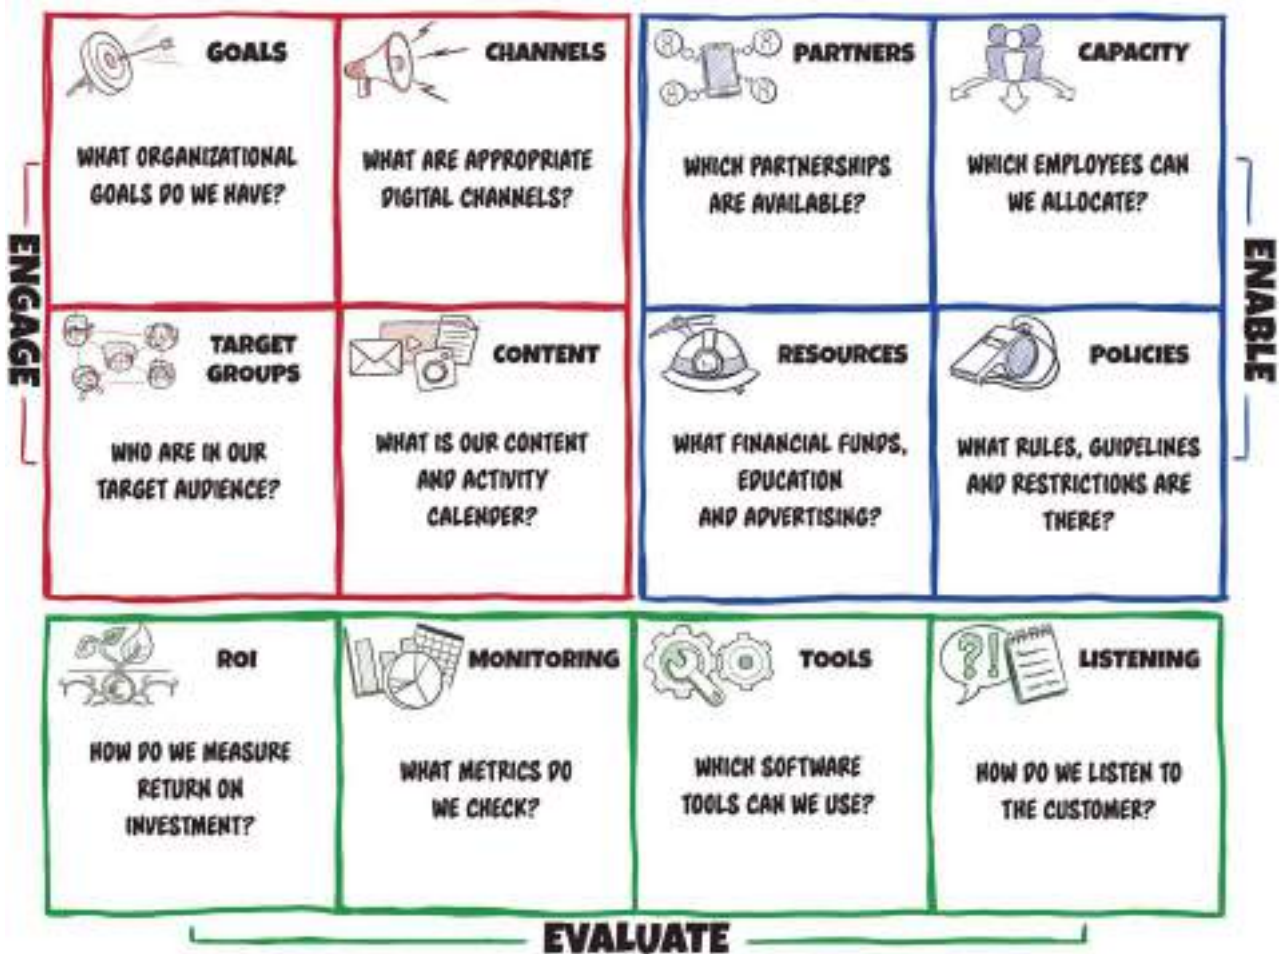 GOALS
WHAT ORGANIZATIONAL
GOALS DO WE HAVE?
CHANNELS
WHAT ARE APPROPRIATE
DIGITAL CHANNELS?
PARTNERS
WHICH PARTNERSHIPS
ARE AVAILABLE?
CAPACITY
WHICH EMPLOYEES CAN
WE ALLOCATE?
ENGAGE
ENABLE
TARGET
GROUPS
WHO ARE IN OUR
TARGET AUDIENCE?
CONTENT
WHAT IS OUR CONTENT
AND ACTIVITY
CALENDER?
RESOURCES
WHAT FINANCIAL FUNDS,
EDUCATION
AND ADVERTISING?
POLICIES
WHAT RULES, GUIDELINES
AND RESTRICTIONS ARE
THERE?
ROI
HOW DO WE MEASURE
RETURN ON
INVESTMENT?
MONITORING
WHAT METRICS DO
WE CHECK?
TOOLS
WHICH SOFTWARE
TOOLS CAN WE USE?
?!
LISTENING
HOW DO WE LISTEN TO
THE CUSTOMER?
EVALUATE